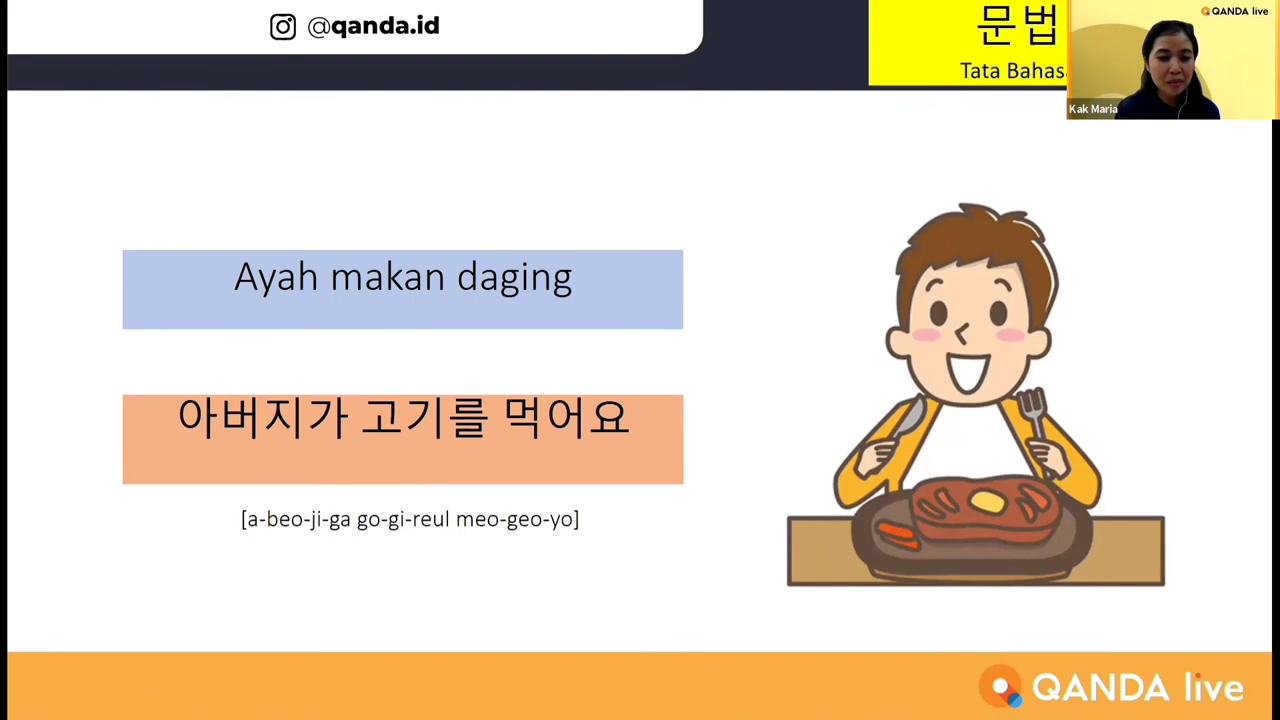 @qanda.id
문법
Tata Bahasa
QANDA live
Kak Maria
Ayah makan daging
아버지가 고기를 먹어요
[a-beo-ji-ga go-gi-reul meo-geo-yo]
QANDA live